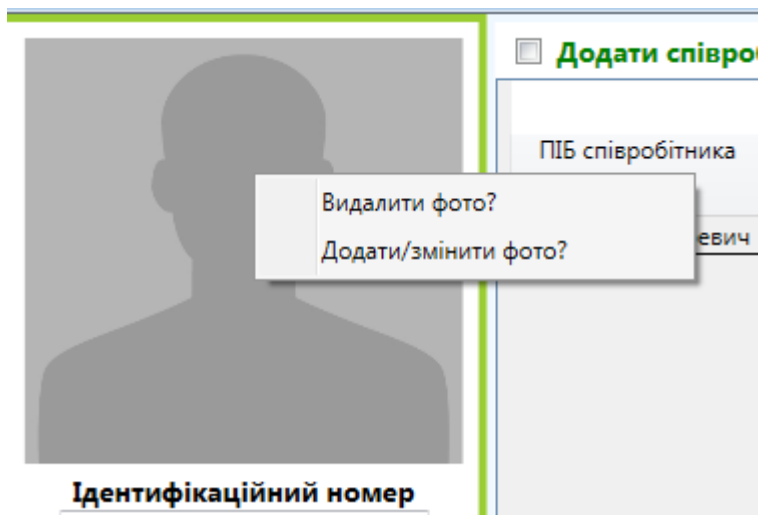 Додати співро
ПІБ співробітника
Видалити фото?
Додати/змінити фото?
евич
Ідентифікаційний номер